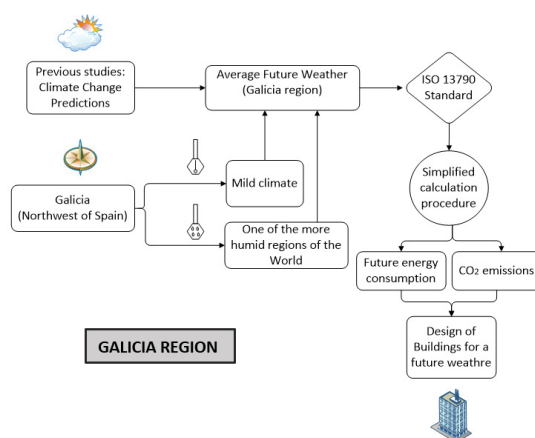 Previous studies:
Climate Change
Predictions
Average Future Weather
(Galicia region)
ISO 13790
Standard
Galicia
(Northwest of Spain)
Mild climate
One of the more
humid regions of the
World
Simplified
calculation
procedure
Future energy
consumption
CO2 emissions
Design of
Buildings for a
future weathre
GALICIA REGION